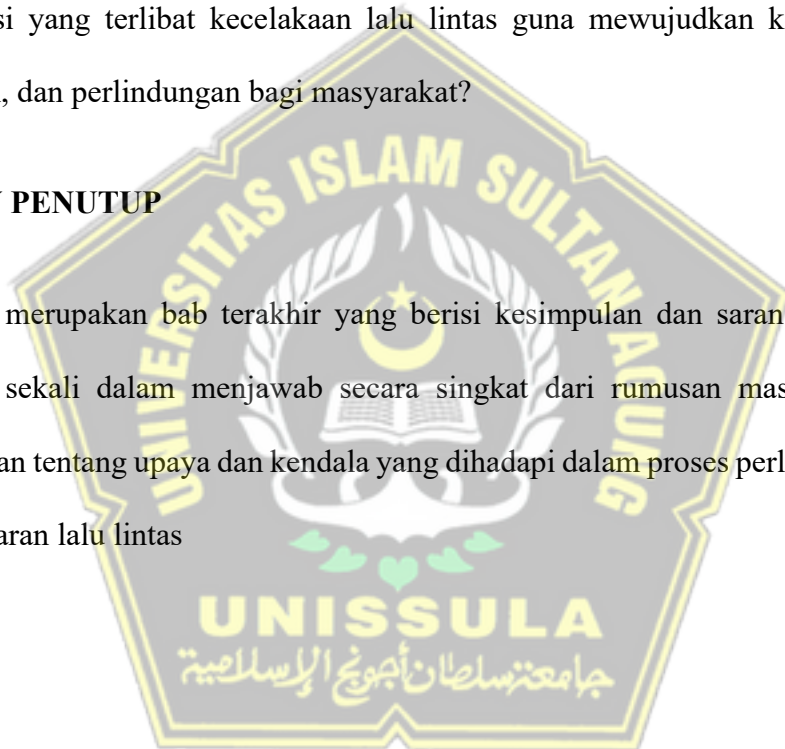 si yang terlibat kecelakaan lalu lintas guna mewujudkan k
, dan perlindungan bagi masyarakat?
PENUTUP
merupakan bab terakhir yang berisi kesimpulan dan saran
sekali dalam menjawab secara singkat dari rumusan mas
an tentang upaya dan kendala yang dihadapi dalam proses perl
aran lalu lintas
UNIVERSITAS ISLAM SULTAN AGUNG
UNISSULA
جامعتسلطان أجونج الإسلامية